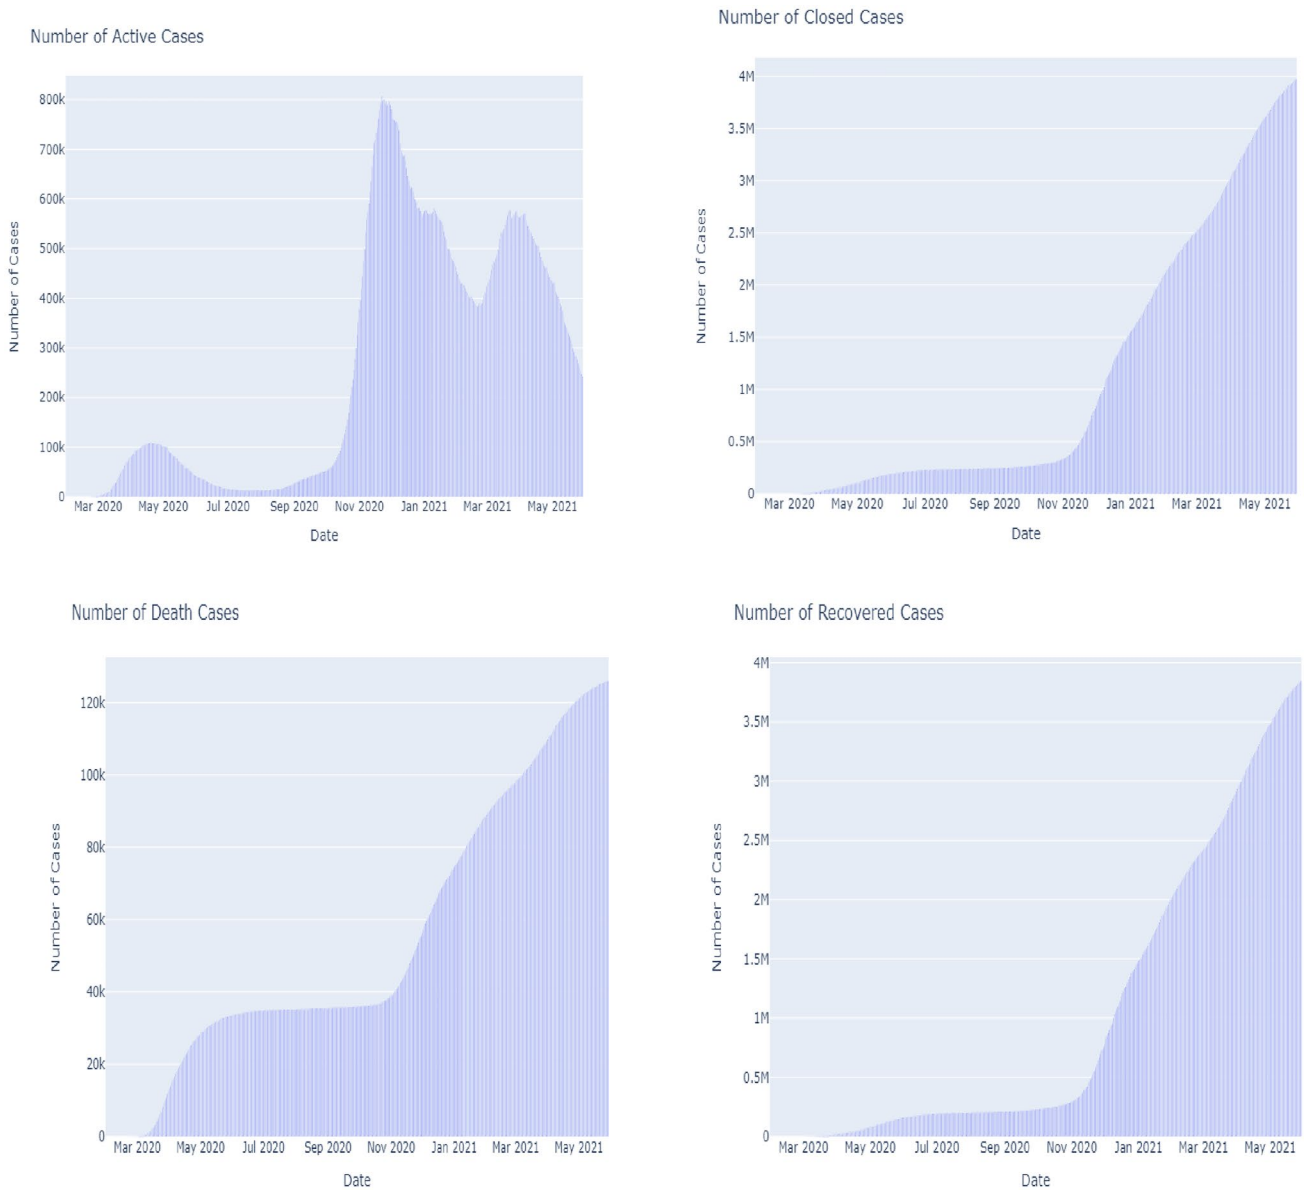 Number of Active Cases
800k
700k
600k
500k
400k
300k
200k
100k
0
Number of Cases
Mar 2020 May 2020 Jul 2020 Sep 2020 Nov 2020 Jan 2021 Mar 2021 May 2021
Date
Number of Closed Cases
4M
3.5M
3M
2.5M
2M
1.5M
1M
0.5M
0
Number of Cases
Mar 2020 May 2020 Jul 2020 Sep 2020 Nov 2020 Jan 2021 Mar 2021 May 2021
Date
Number of Death Cases
120k
100k
80k
60k
40k
20k
0
Number of Cases
Mar 2020 May 2020 Jul 2020 Sep 2020 Nov 2020 Jan 2021 Mar 2021 May 2021
Date
Number of Recovered Cases
4M
3.5M
3M
2.5M
2M
1.5M
1M
0.5M
0
Number of Cases
Mar 2020 May 2020 Jul 2020 Sep 2020 Nov 2020 Jan 2021 Mar 2021 May 2021
Date